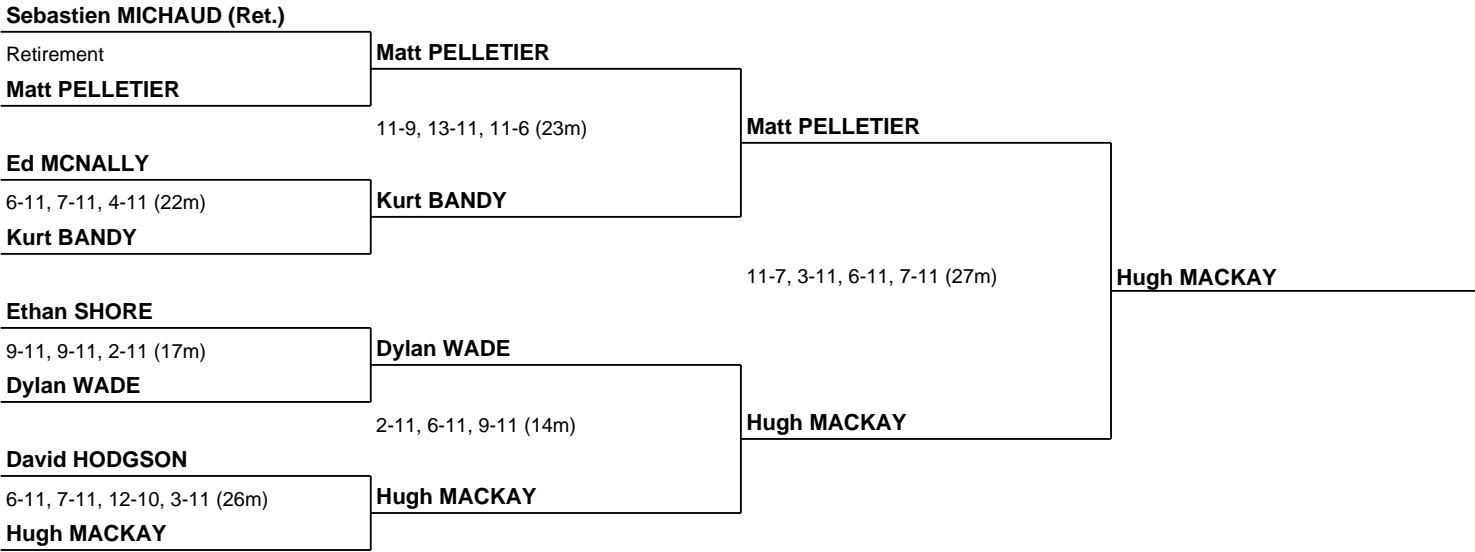 Sebastien MICHAUD (Ret.)
Retirement
Matt PELLETIER
Ed MCNALLY
6-11, 7-11, 4-11 (22m)
Kurt BANDY
Ethan SHORE
9-11, 9-11, 2-11 (17m)
Dylan WADE
David HODGSON
6-11, 7-11, 12-10, 3-11 (26m)
Hugh MACKAY
Matt PELLETIER
11-9, 13-11, 11-6 (23m)
Kurt BANDY
Dylan WADE
2-11, 6-11, 9-11 (14m)
Hugh MACKAY
Matt PELLETIER
11-7, 3-11, 6-11, 7-11 (27m)
Hugh MACKAY
Hugh MACKAY